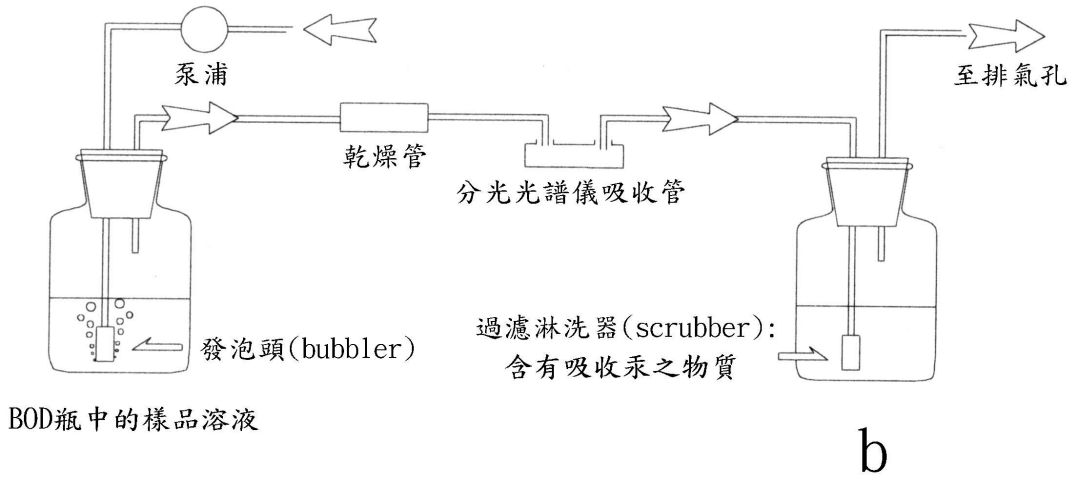 泵浦
至排氣孔
乾燥管
分光光譜儀吸收管
發泡頭(bubbler)
過濾淋洗器(scrubber):
含有吸收汞之物質
BOD瓶中的樣品溶液
b